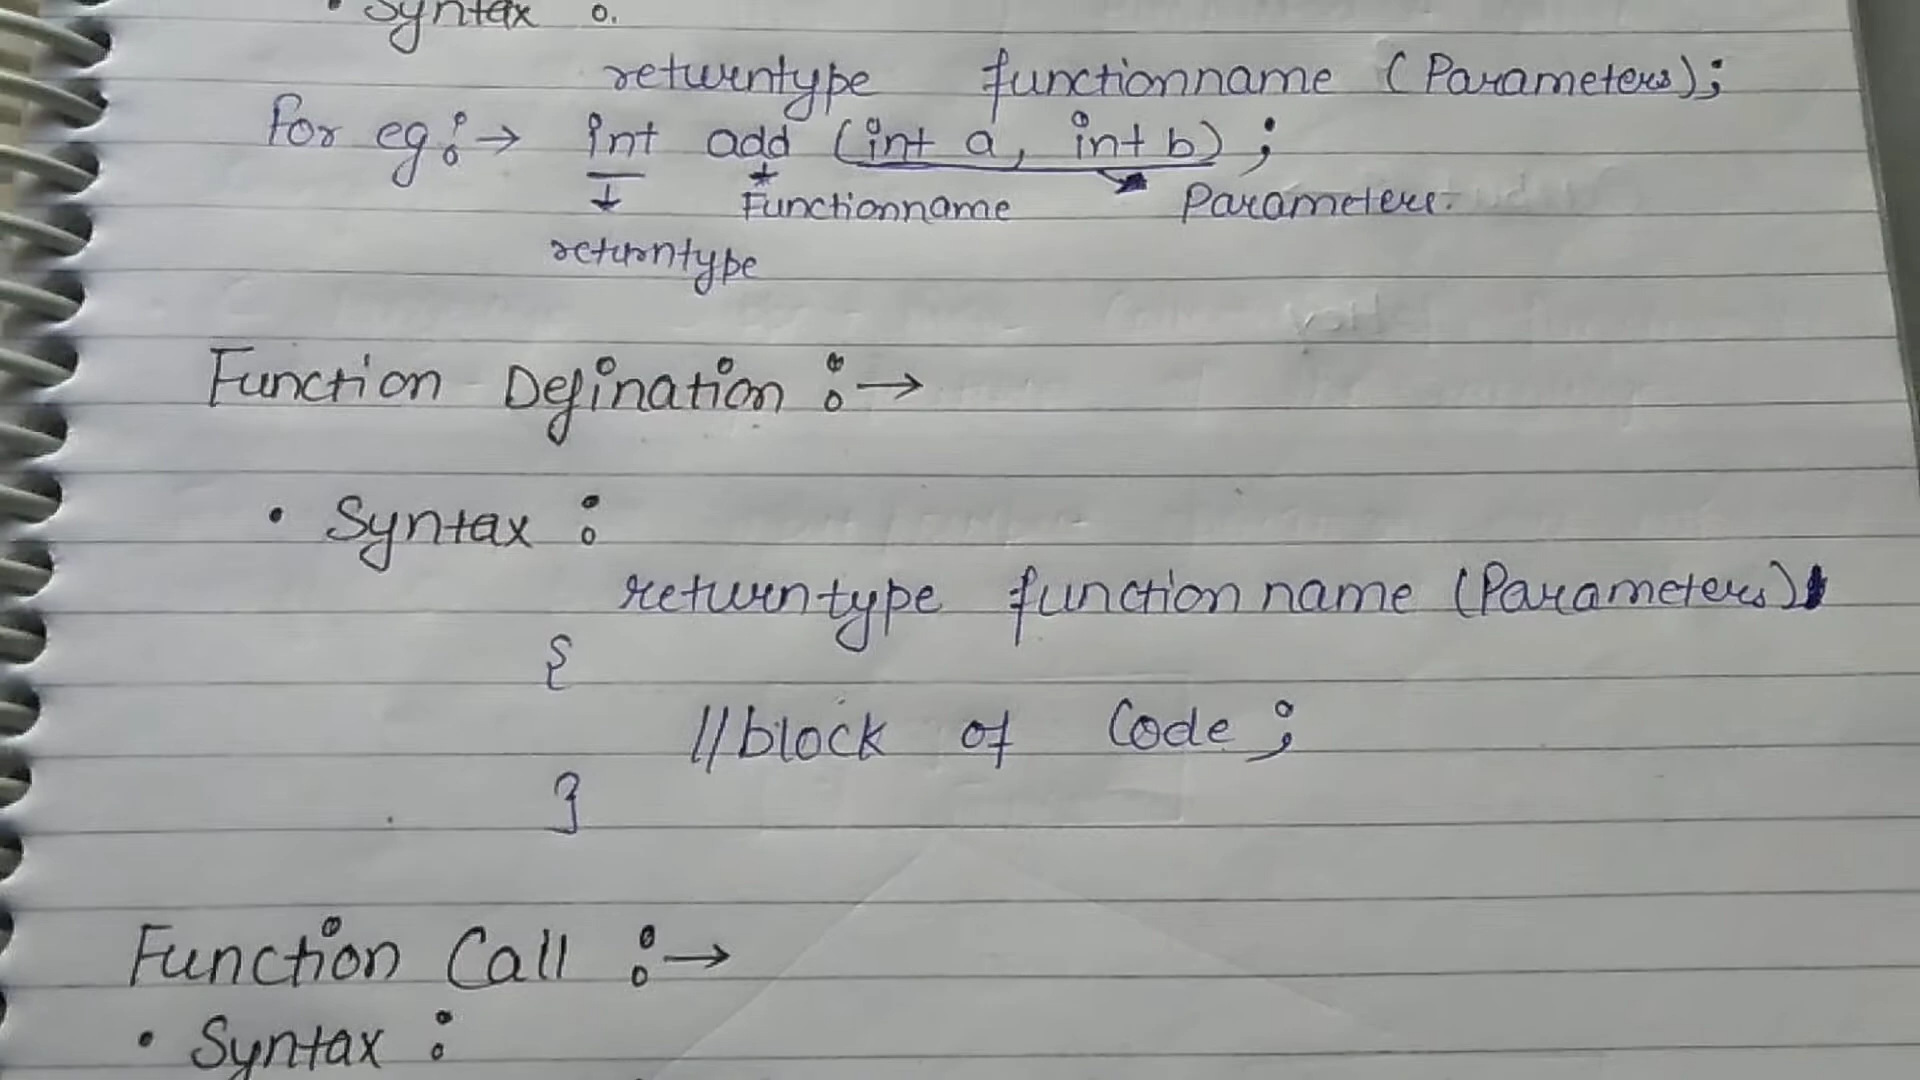 • Syntax :
returntype functionname (Parameters);
for eg :→ int add (int a, int b) ;
Functionname Parameters.
returntype
Function Defination :→
• Syntax :
returntype function name (Parameters)
{
//block of Code ;
}
Function Call :→
• Syntax :